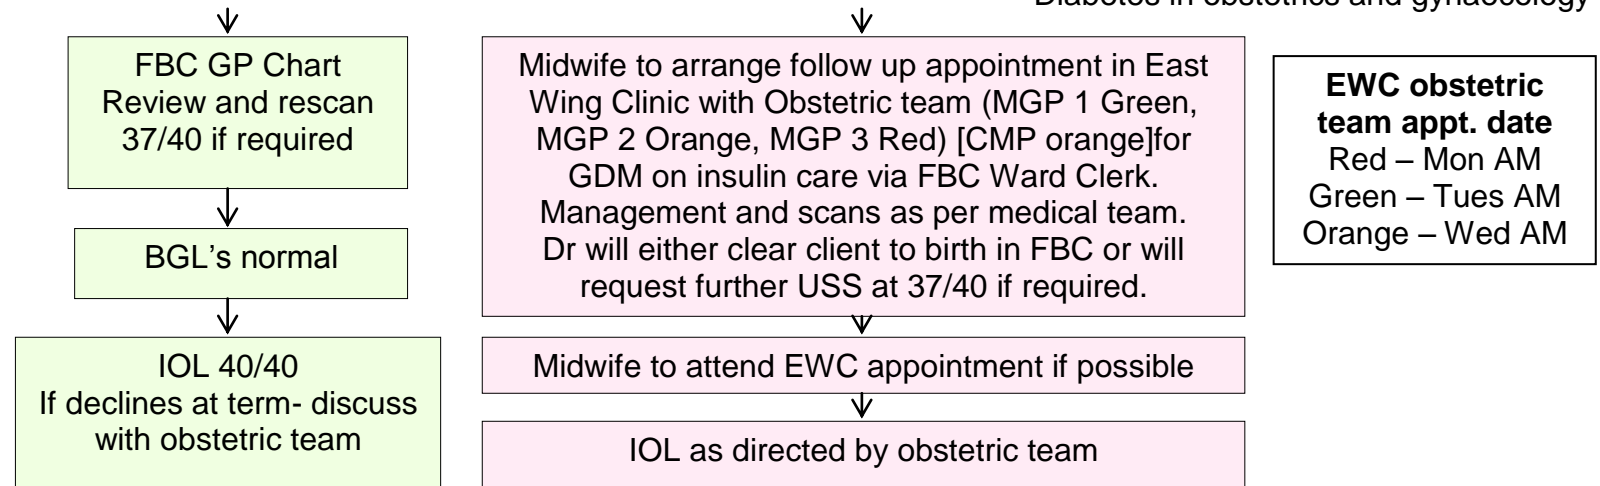 Diabetes in obstetrics and gynaecology
FBC GP Chart
Review and rescan
37/40 if required
BGL’s normal
IOL 40/40
If declines at term- discuss
with obstetric team
Midwife to arrange follow up appointment in East
Wing Clinic with Obstetric team (MGP 1 Green,
MGP 2 Orange, MGP 3 Red) [CMP orange]for
GDM on insulin care via FBC Ward Clerk.
Management and scans as per medical team.
Dr will either clear client to birth in FBC or will
request further USS at 37/40 if required.
Midwife to attend EWC appointment if possible
IOL as directed by obstetric team
EWC obstetric
team appt. date
Red – Mon AM
Green – Tues AM
Orange – Wed AM